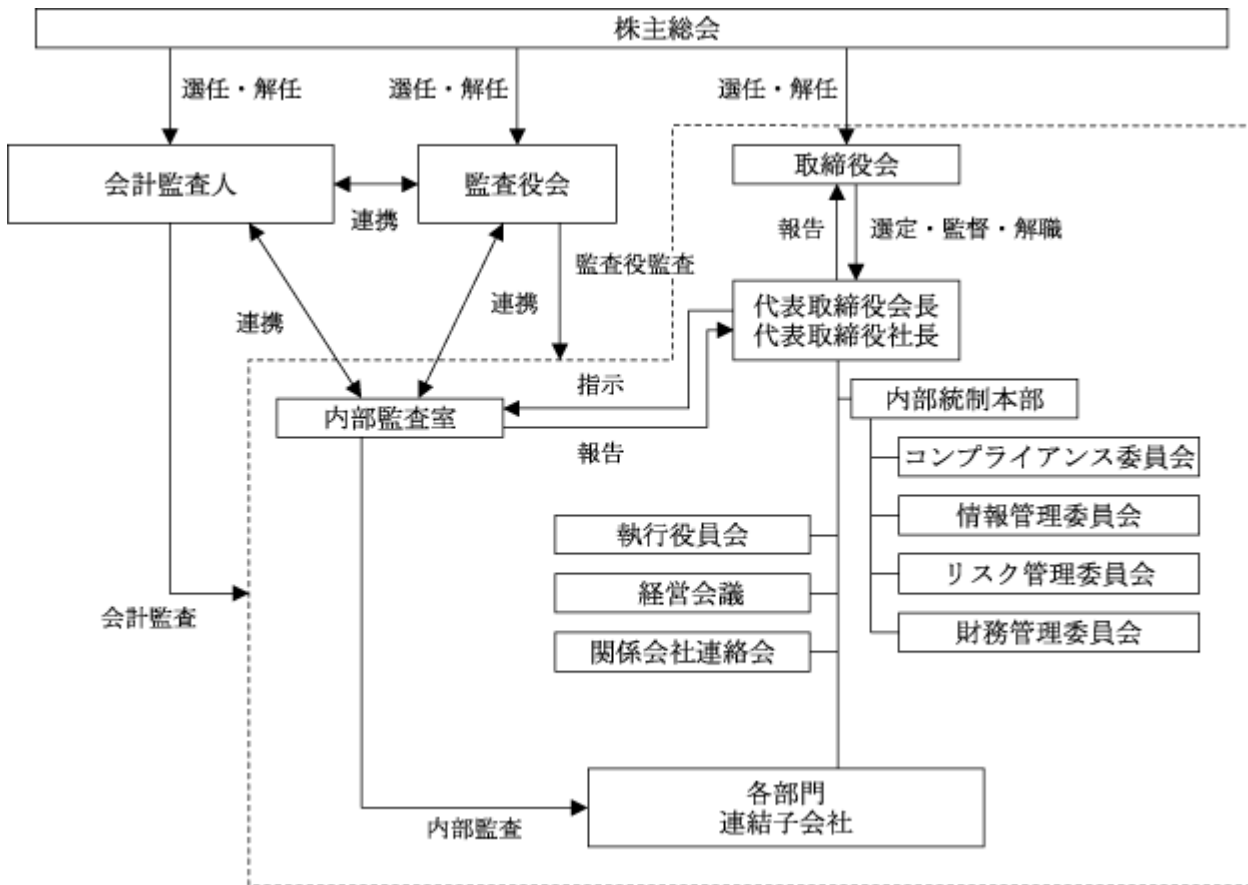 株主総会
選任・解任
選任・解任
選任・解任
会計監査人
監査役会
取締役会
連携
報告
選定・監督・解職
監査役監査
連携
連携
代表取締役会長
代表取締役社長
指示
内部監査室
報告
内部統制本部
コンプライアンス委員会
情報管理委員会
執行役員会
リスク管理委員会
経営会議
会計監査
財務管理委員会
関係会社連絡会
各部門
連結子会社
内部監査